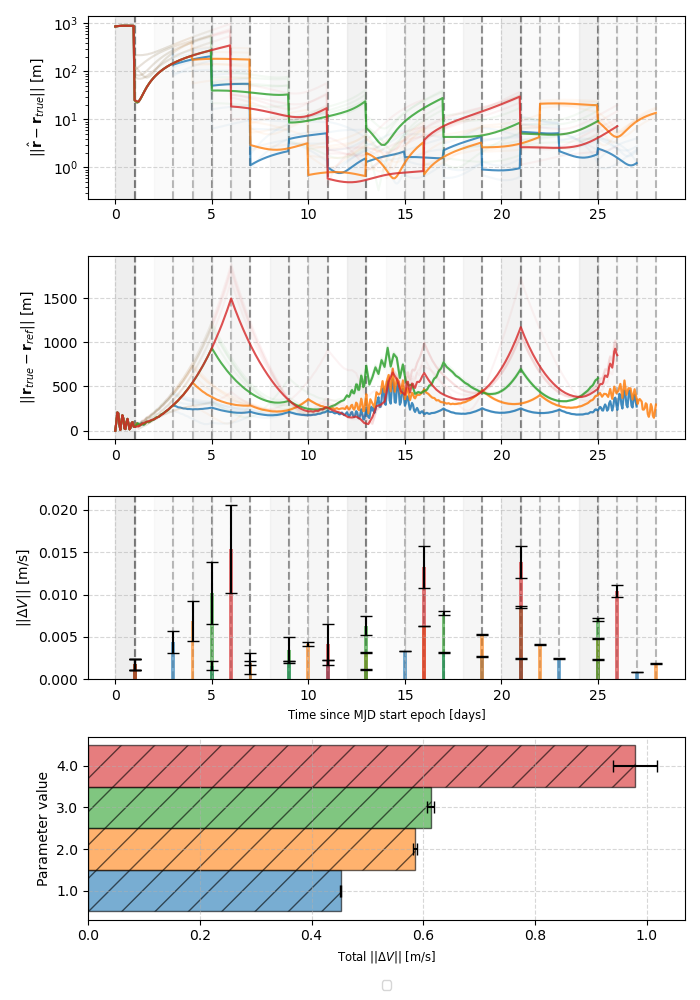 ||r̂ − r_true|| [m]
10³
10²
10¹
10⁰
0 5 10 15 20 25
||r_true − r_ref|| [m]
1500
1000
500
0
0 5 10 15 20 25
||ΔV|| [m/s]
0.020
0.015
0.010
0.005
0.000
0 5 10 15 20 25
Time since MJD start epoch [days]
Parameter value
4.0
3.0
2.0
1.0
0.0 0.2 0.4 0.6 0.8 1.0
Total ||ΔV|| [m/s]